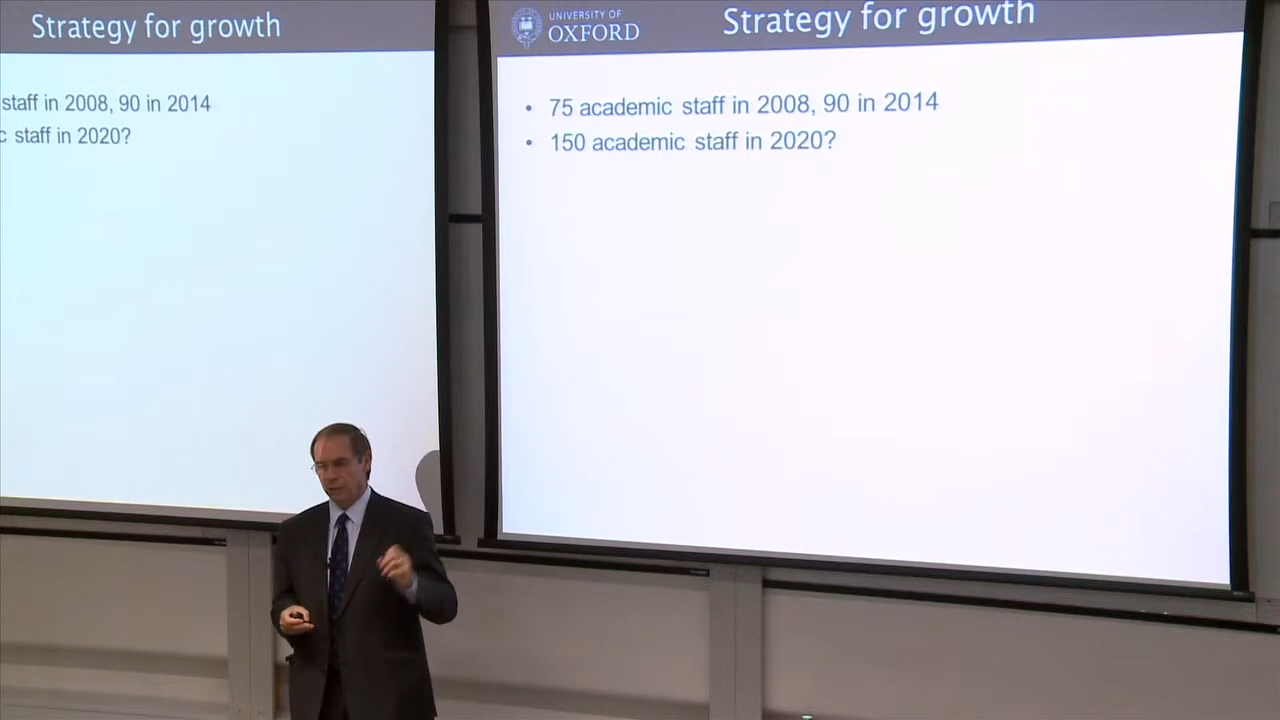 Strategy for growth
staff in 2008, 90 in 2014
c staff in 2020?
UNIVERSITY OF
OXFORD
Strategy for growth
• 75 academic staff in 2008, 90 in 2014
• 150 academic staff in 2020?